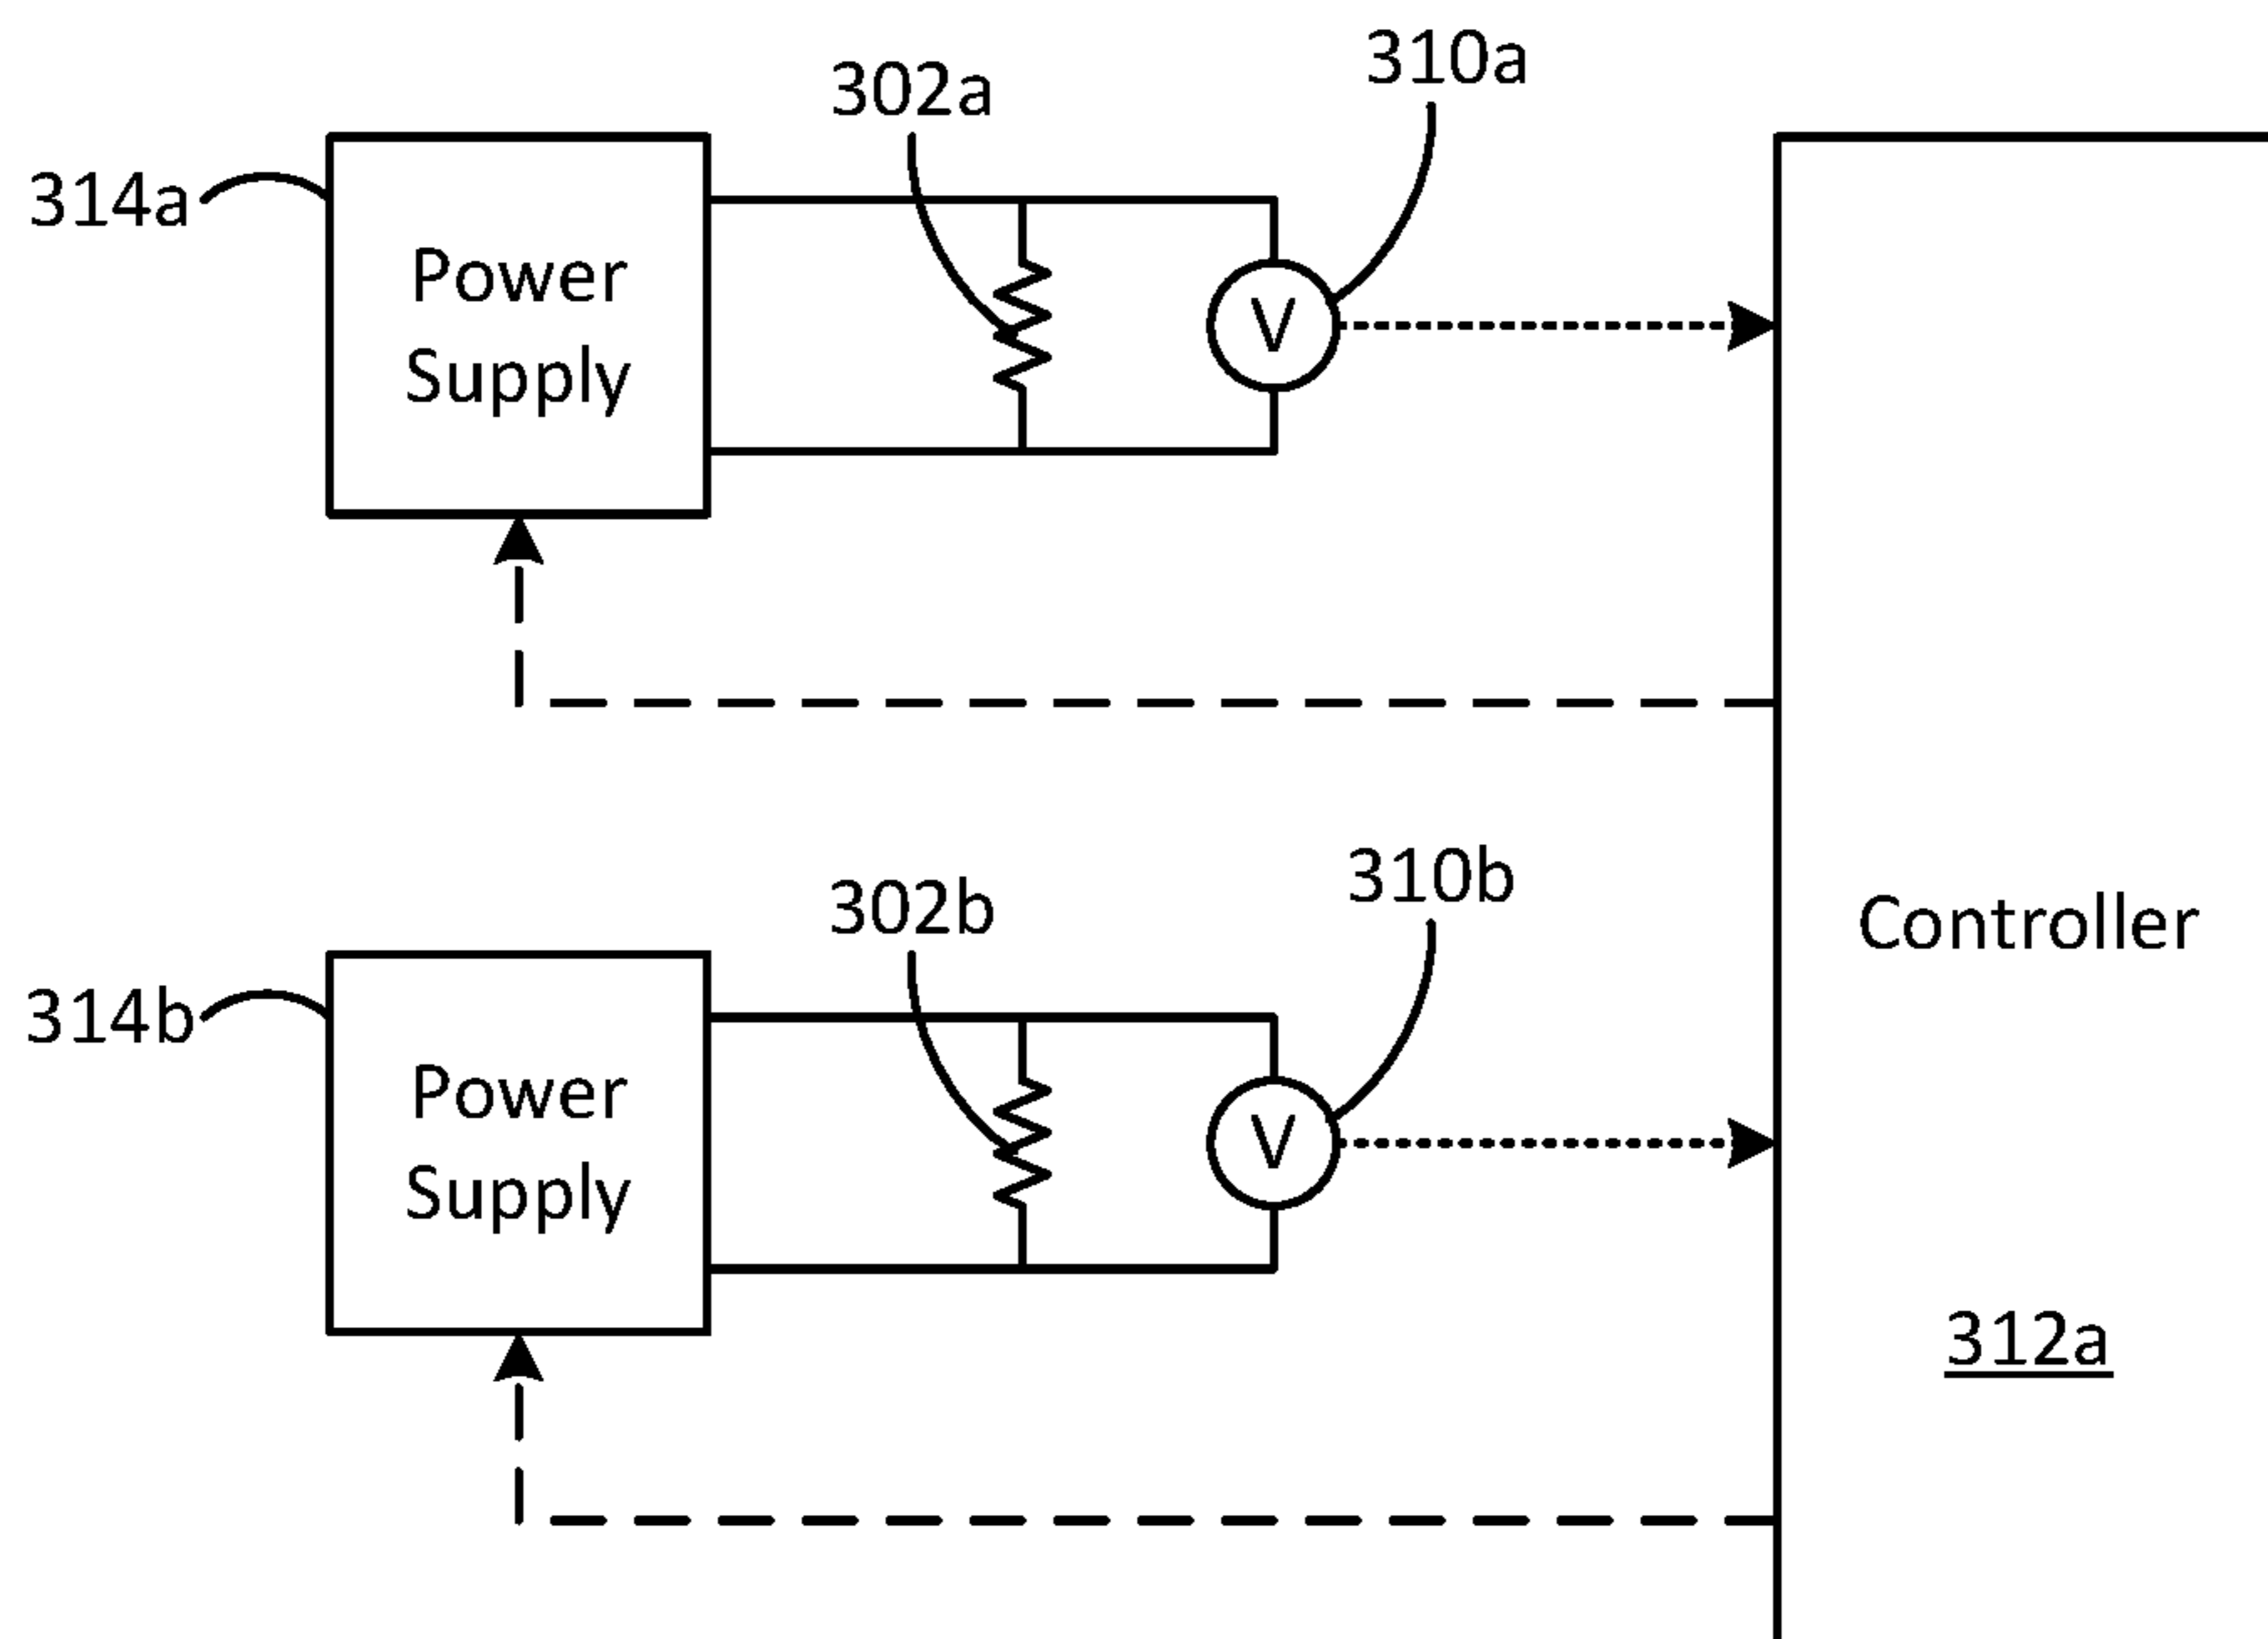 310a
302a
314a
Power
Supply
V
310b
302b
Controller
314b
Power
Supply
V
312a